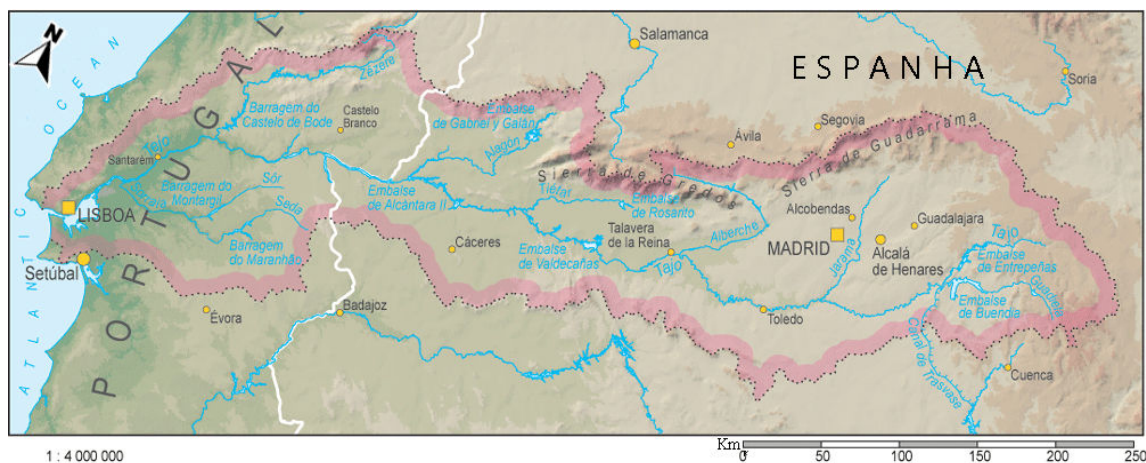 N
OCEAN
ATLANTIC
PORTUGAL
ESPANHA
Salamanca
Soria
Segovia
Ávila
Sierra de Guadarrama
Sierra de Gredos
Zézere
Barragem do
Castelo de Bode
Castelo
Branco
Embalse
de Gabriel y Galán
Alagón
Tejo
Santarém
Sorraia
Barragem do
Montargil
Sôr
Seda
Barragem
do Maranhão
LISBOA
Setúbal
Évora
Badajoz
Cáceres
Embalse
de Alcántara II
Tiétar
Embalse
de Rosarito
Embalse
de Valdecañas
Talavera
de la Reina
Tajo
Alberche
Alcobendas
MADRID
Jarama
Guadalajara
Alcalá
de Henares
Toledo
Tajo
Embalse
de Entrepeñas
Embalse
de Buendia
Guadiela
Canal de Trasvase
Cuenca
1 : 4 000 000
Km
0 50 100 150 200 250